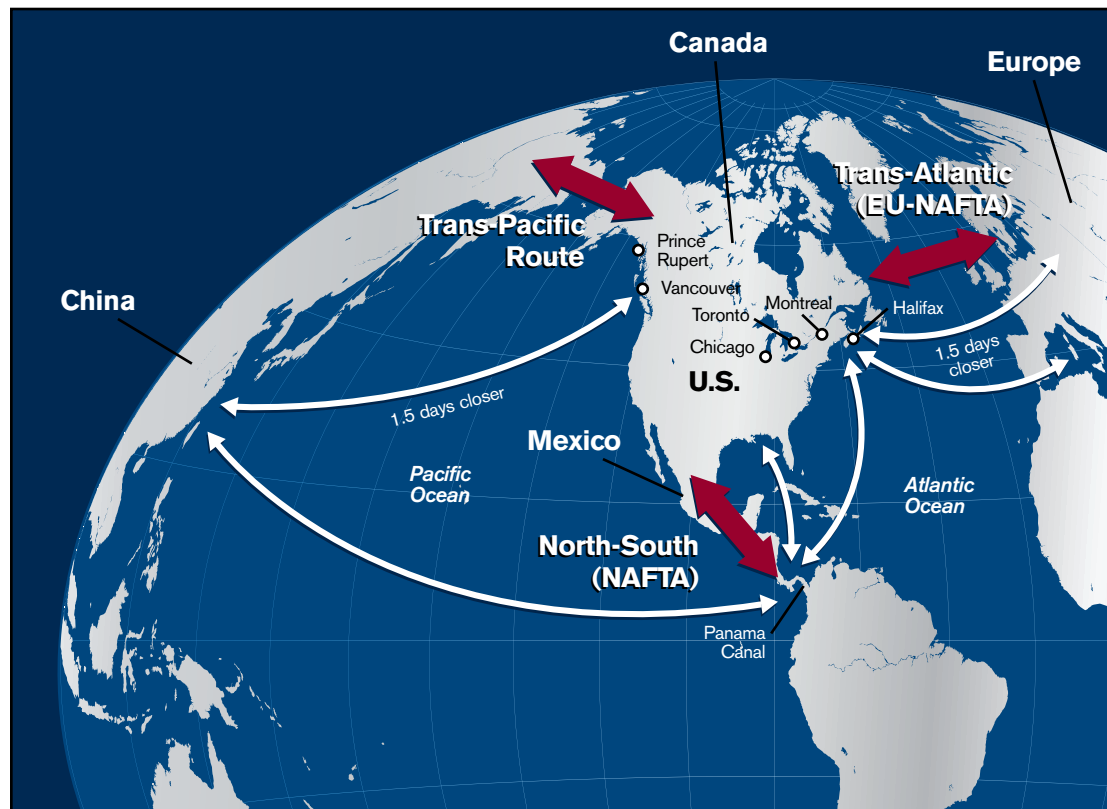 Canada
Europe
Trans-Atlantic
(EU-NAFTA)
Trans-Pacific
Route
Prince
Rupert
China
Vancouver
Montreal
Toronto
Halifax
Chicago
1.5 days
closer
U.S.
1.5 days closer
Mexico
Pacific
Ocean
Atlantic
Ocean
North-South
(NAFTA)
Panama
Canal